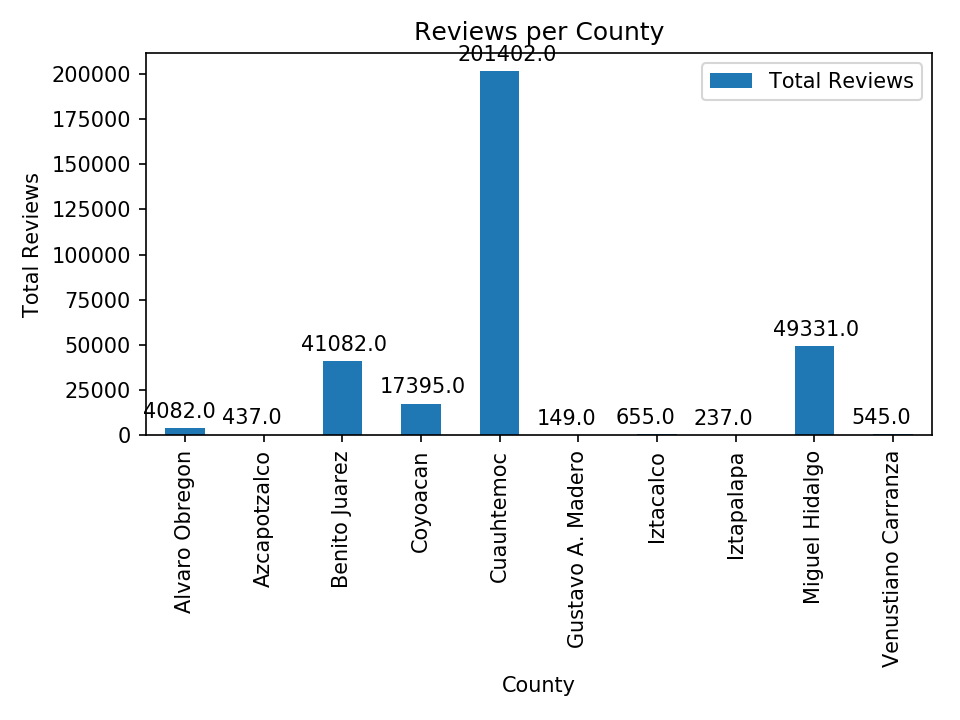 Reviews per County
201402.0
Total Reviews
200000
175000
150000
125000
100000
75000
50000
25000
0
Total Reviews
4082.0
437.0
41082.0
17395.0
149.0
655.0
237.0
49331.0
545.0
Alvaro Obregon
Azcapotzalco
Benito Juarez
Coyoacan
Cuauhtemoc
Gustavo A. Madero
Iztacalco
Iztapalapa
Miguel Hidalgo
Venustiano Carranza
County